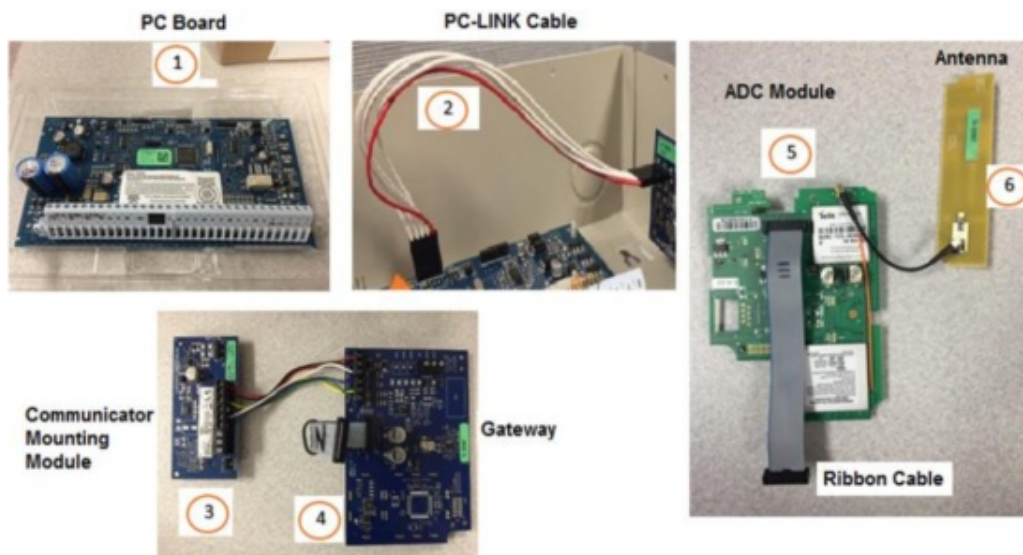 PC Board
1
PC-LINK Cable
2
ADC Module
Antenna
5
6
Ribbon Cable
Communicator
Mounting
Module
3
Gateway
4